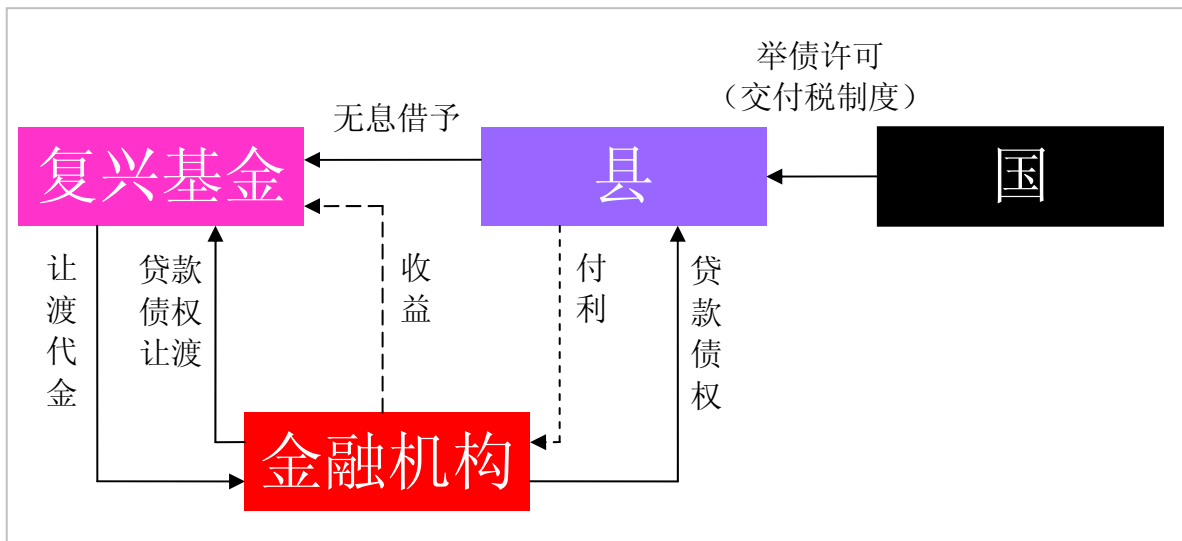 举债许可
（交付税制度）
无息借予
复兴基金
县
国
让
渡
代
金
贷款
债权
让渡
收
益
付
利
贷
款
债
权
金融机构